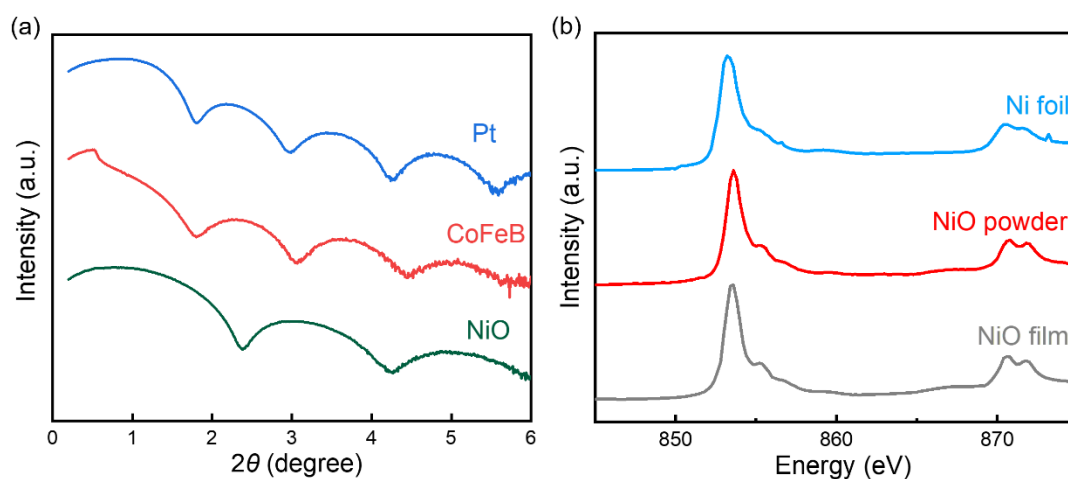 (a)
Intensity (a.u.)
Pt
CoFeB
NiO
0 1 2 3 4 5 6
2θ (degree)
(b)
Intensity (a.u.)
Ni foil
NiO powder
NiO film
850 860 870
Energy (eV)